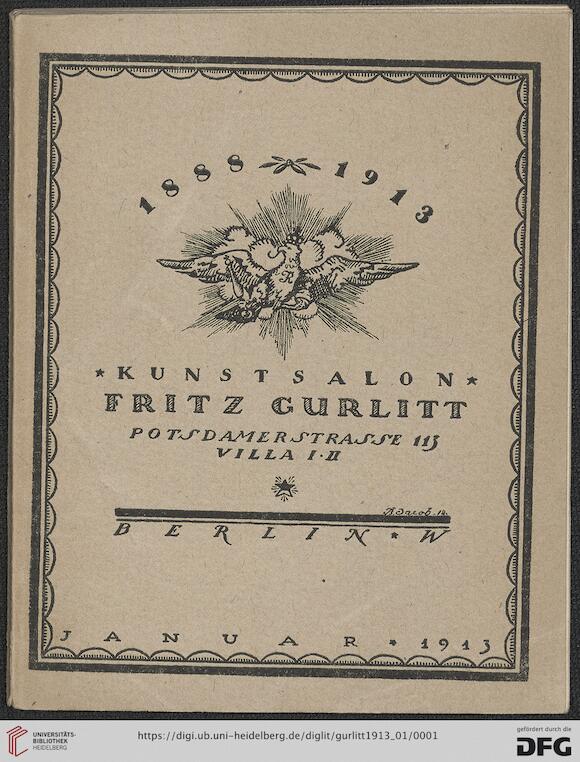 1888 1913
* KUNSTSALON *
FRITZ GURLITT
POTSDAMERSTRASSE 113
VILLA I·II
BERLIN * W
JANUAR * 1913
UNIVERSITÄTS-
BIBLIOTHEK
HEIDELBERG
https://digi.ub.uni-heidelberg.de/diglit/gurlitt1913_01/0001
gefördert durch die
DFG